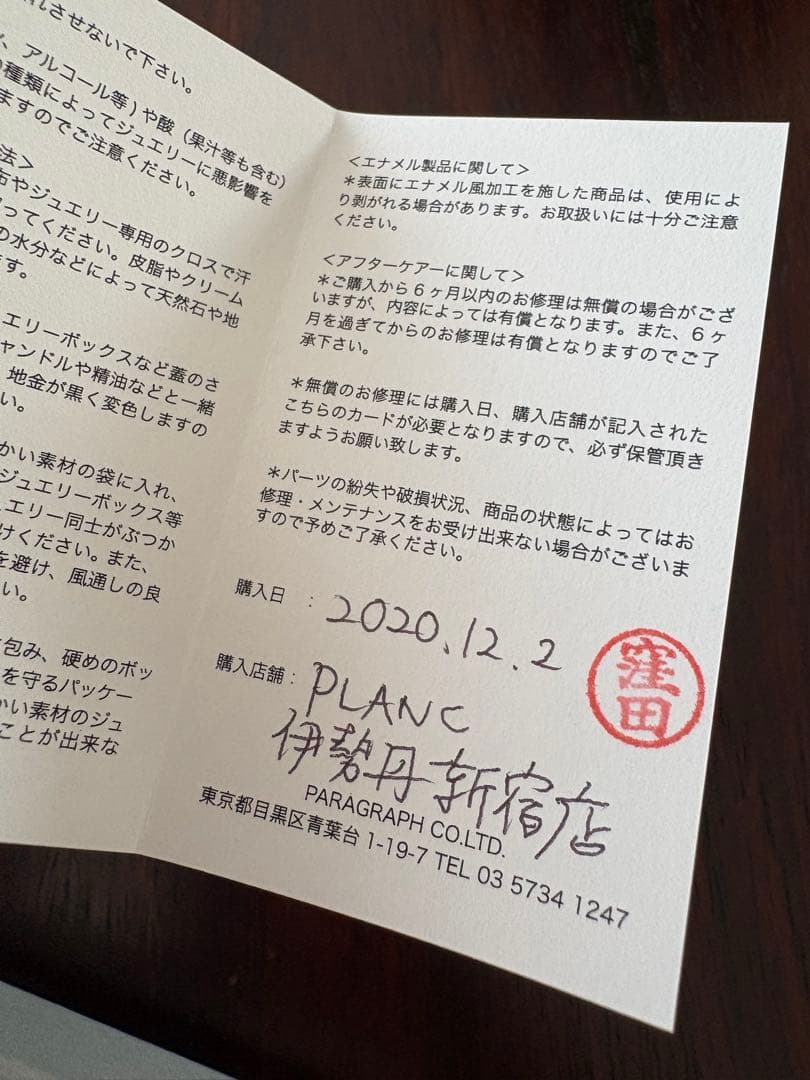 れさせないで下さい。
、アルコール等)や酸(果汁等も含む)
種類によってジュエリーに悪影響を
ますのでご注意ください。
法>
布やジュエリー専用のクロスで汗
ってください。皮脂やクリーム
の水分などによって天然石や地
す。
エリーボックスなど蓋のさ
ャンドルや精油などと一緒
地金が黒く変色しますの
い。
かい素材の袋に入れ、
ジュエリーボックス等
ェリー同士がぶつか
けください。また、
を避け、風通しの良
い。
包み、硬めのボッ
を守るパッケー
かい素材のジュ
ことが出来な
<エナメル製品に関して>
*表面にエナメル風加工を施した商品は、使用によ
り剥がれる場合があります。お取扱いには十分ご注意
ください。
<アフターケアーに関して>
*ご購入から6ヶ月以内のお修理は無償の場合がござ
いますが、内容によっては有償となります。また、6ヶ
月を過ぎてからのお修理は有償となりますのでご了
承下さい。
*無償のお修理には購入日、購入店舗が記入された
こちらのカードが必要となりますので、必ず保管頂き
ますようお願い致します。
*パーツの紛失や破損状況、商品の状態によってはお
修理・メンテナンスをお受け出来ない場合がございま
すので予めご了承ください。
購入日 : 2020.12.2
購入店舗: PLANC
伊勢丹新宿店
窪田
PARAGRAPH CO.LTD.
東京都目黒区青葉台 1-19-7 TEL 03 5734 1247